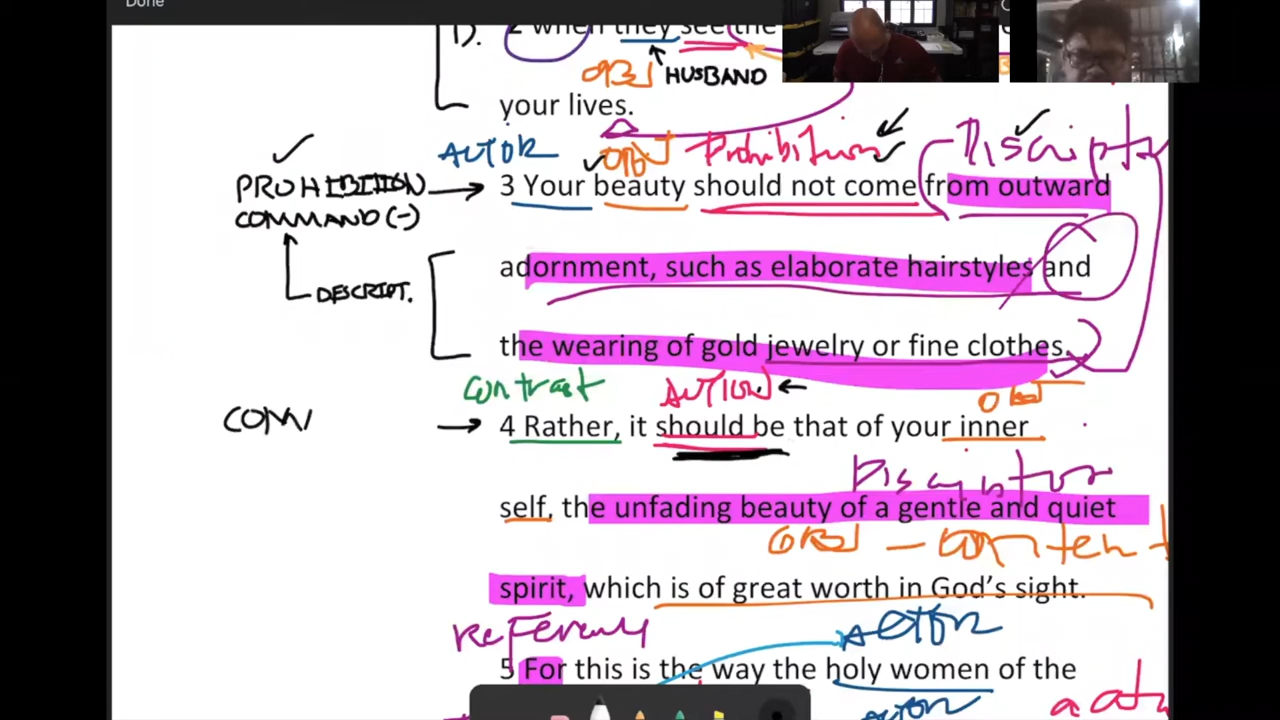 Done
D. 2 when they see the
OBJ HUSBAND
your lives.
ACTOR OBJ Prohibition Discriptor
PROHIBITION
COMMAND (-)
3 Your beauty should not come from outward
adornment, such as elaborate hairstyles and
DESCRIPT.
the wearing of gold jewelry or fine clothes.
Contrast ACTION OBJ
COM
4 Rather, it should be that of your inner
Discriptor
self, the unfading beauty of a gentle and quiet
OBJ - content
spirit, which is of great worth in God's sight.
Reference Actor
5 For this is the way the holy women of the
Actor